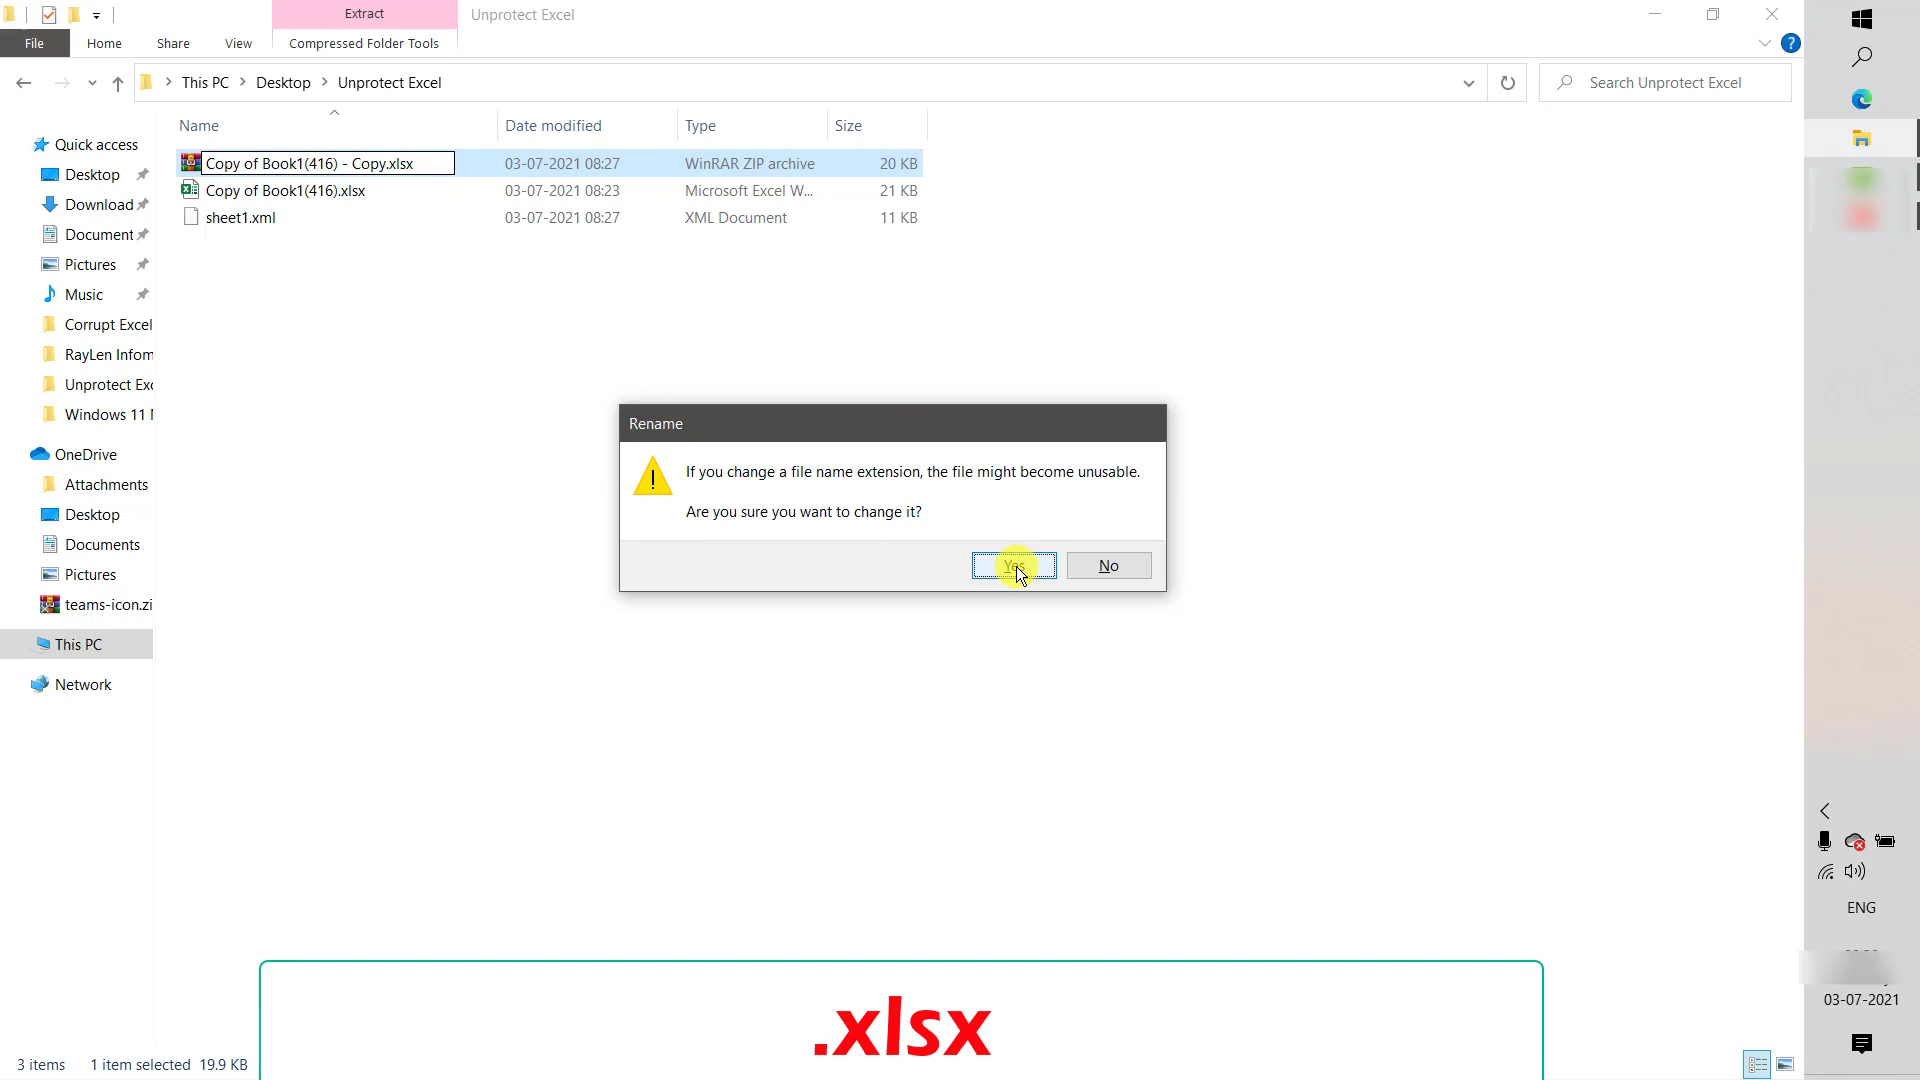 Extract
Unprotect Excel
File
Home
Share
View
Compressed Folder Tools
?
This PC
Desktop
Unprotect Excel
Search Unprotect Excel
Name
Date modified
Type
Size
Copy of Book1(416) - Copy.xlsx
03-07-2021 08:27
WinRAR ZIP archive
20 KB
Copy of Book1(416).xlsx
03-07-2021 08:23
Microsoft Excel W...
21 KB
sheet1.xml
03-07-2021 08:27
XML Document
11 KB
Quick access
Desktop
Download
Document
Pictures
Music
Corrupt Excel
RayLen Infom
Unprotect Exc
Windows 11
OneDrive
Attachments
Desktop
Documents
Pictures
teams-icon.zi
This PC
Network
Rename
If you change a file name extension, the file might become unusable.
Are you sure you want to change it?
Yes
No
.xlsx
3 items
1 item selected 19.9 KB
ENG
03-07-2021